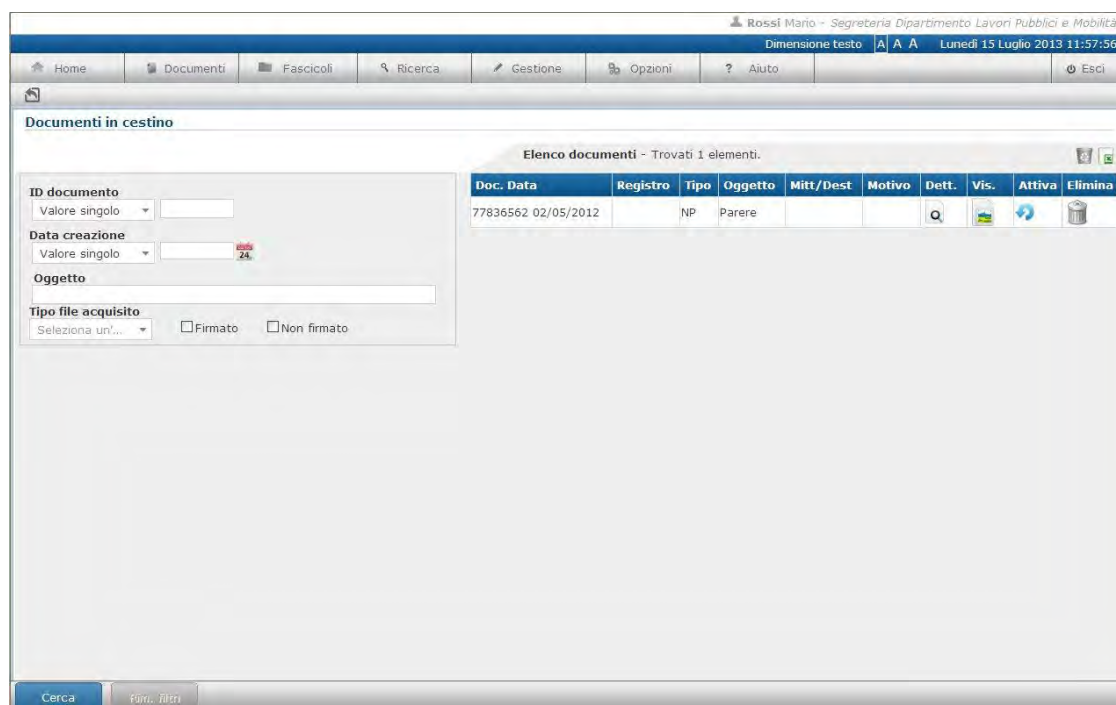 Rossi Mario - Segreteria Dipartimento Lavori Pubblici e Mobilità
Dimensione testo A A A Lunedì 15 Luglio 2013 11:57:56
Home Documenti Fascicoli Ricerca Gestione Opzioni ? Aiuto Esci
Documenti in cestino
Elenco documenti - Trovati 1 elementi.
ID documento
Valore singolo
Data creazione
Valore singolo 24
Oggetto
Tipo file acquisito
Seleziona un'... Firmato Non firmato
Doc. Data Registro Tipo Oggetto Mitt/Dest Motivo Dett. Vis. Attiva Elimina
77836562 02/05/2012 NP Parere
Cerca Rim. filtri